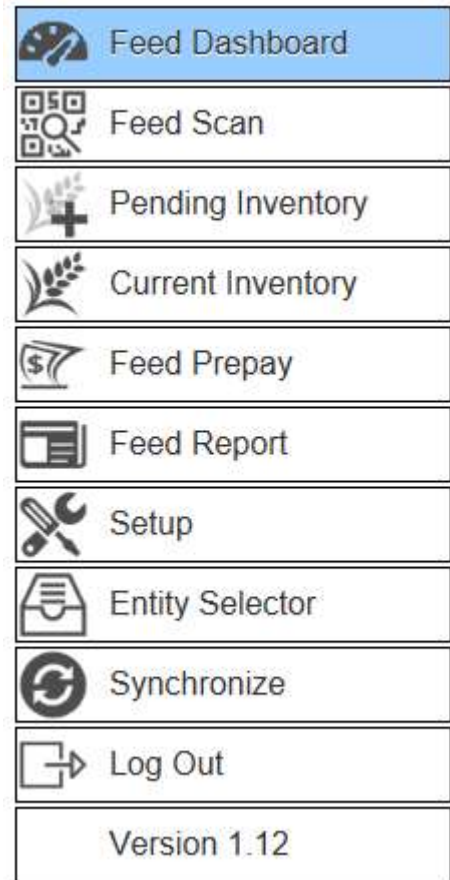 Feed Dashboard
Feed Scan
Pending Inventory
Current Inventory
Feed Prepay
Feed Report
Setup
Entity Selector
Synchronize
Log Out
Version 1.12